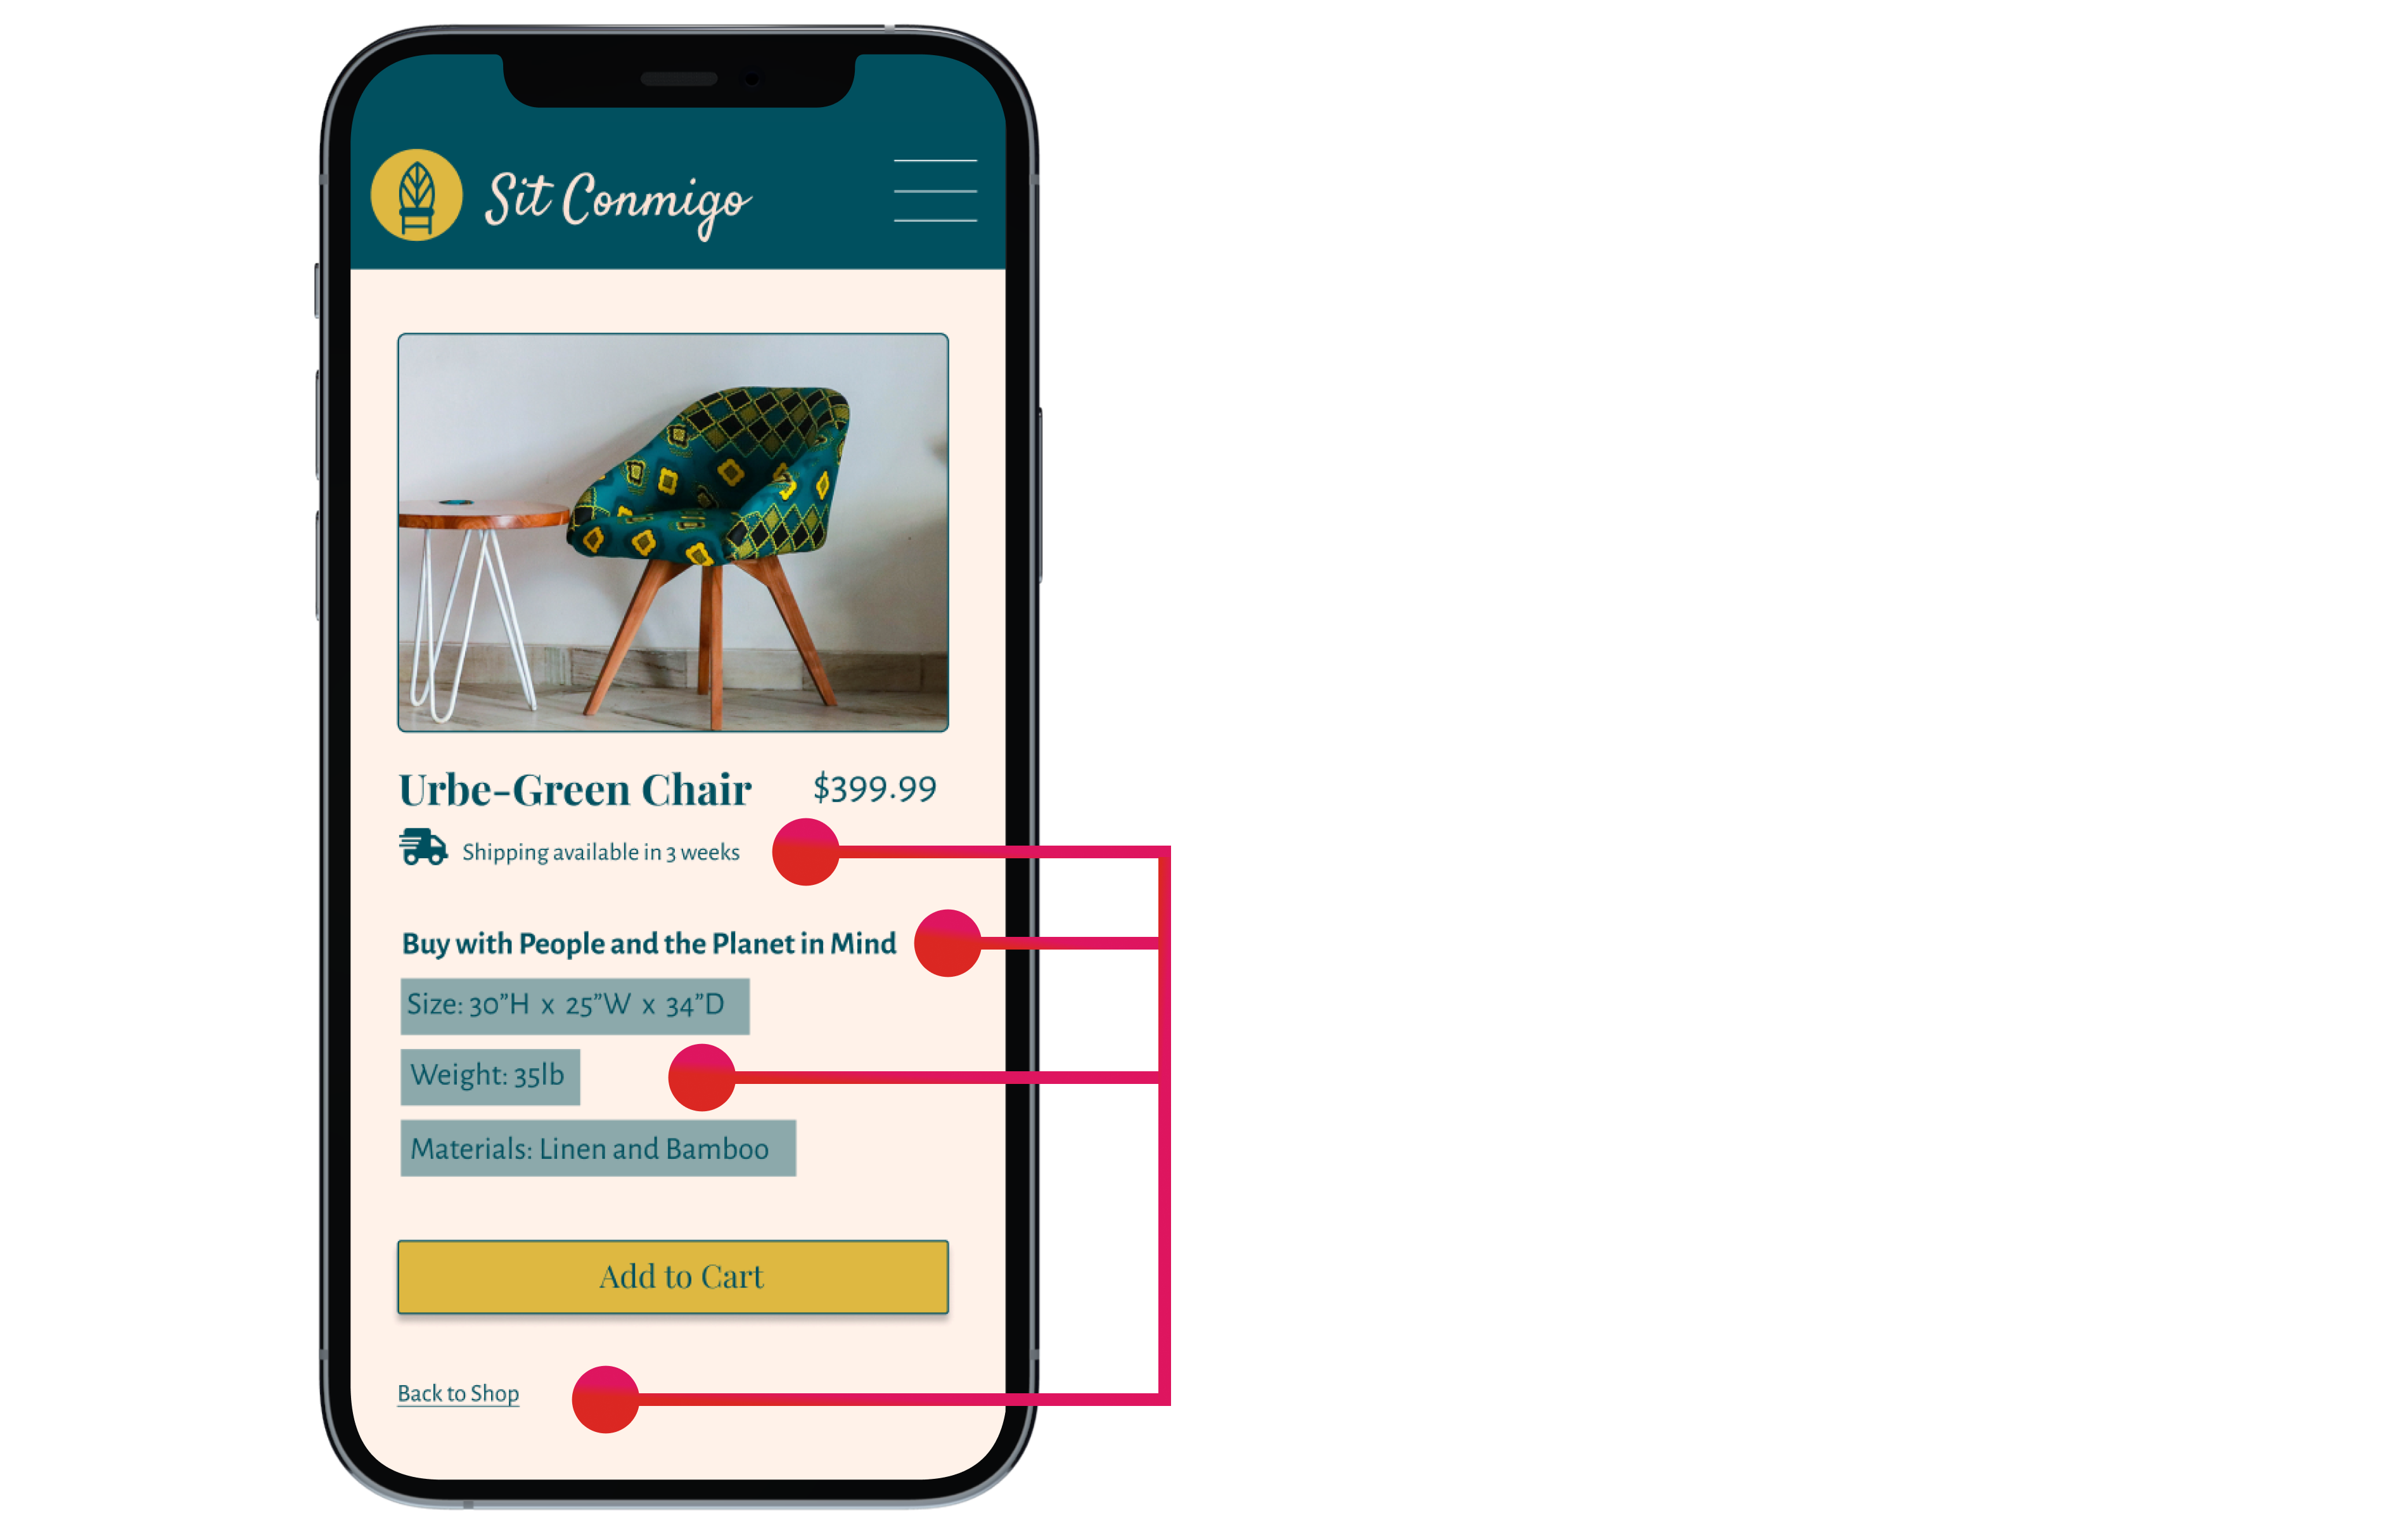 Sit Conmigo
Urbe-Green Chair $399.99
Shipping available in 3 weeks
Buy with People and the Planet in Mind
Size: 30”H x 25”W x 34”D
Weight: 35lb
Materials: Linen and Bamboo
Add to Cart
Back to Shop